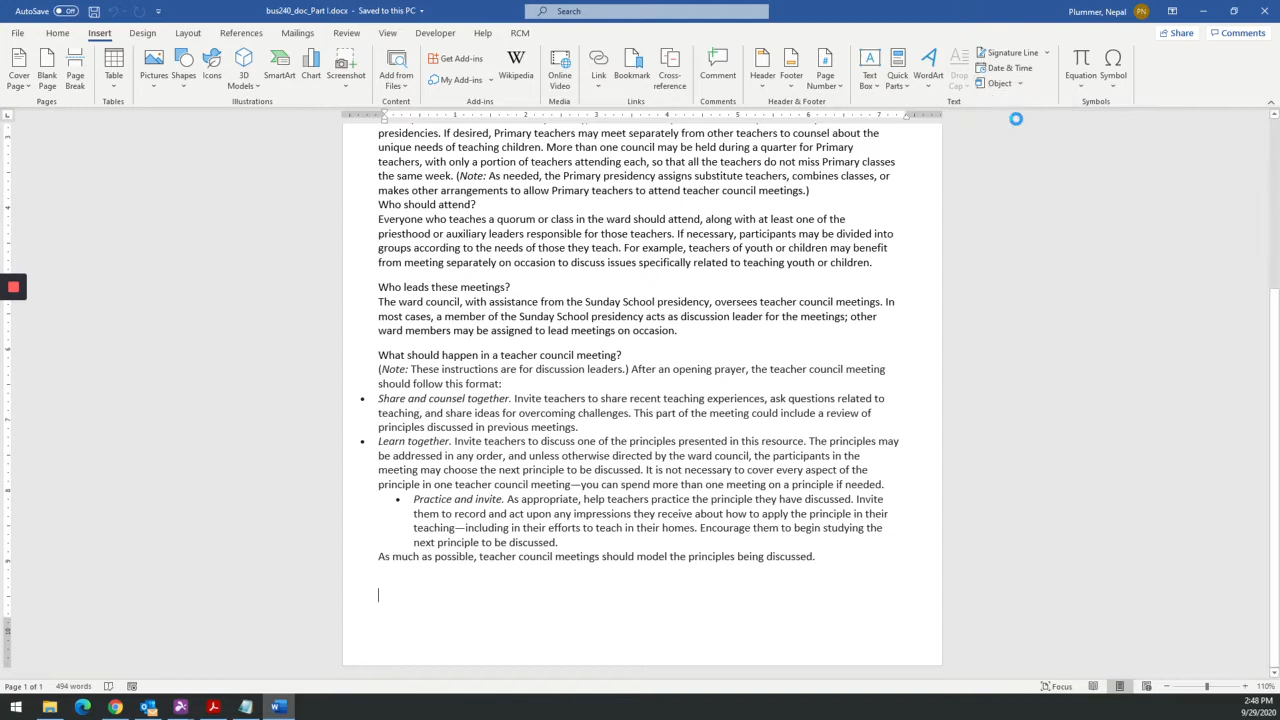 AutoSave Off bus240_doc_Part I.docx - Saved to this PC Search Plummer, Nepal PN
File Home Insert Design Layout References Mailings Review View Developer Help RCM Share Comments
Cover Page Blank Page Page Break Table Pictures Shapes Icons 3D Models SmartArt Chart Screenshot Add from Files Get Add-ins My Add-ins Wikipedia Online Video Link Bookmark Cross-reference Comment Header Footer Page Number Text Box Quick Parts WordArt Drop Cap Signature Line Date & Time Object Equation Symbol
Pages Tables Illustrations Content Add-ins Media Links Comments Header & Footer Text Symbols
1 2 3 4 5 6 7
presidencies. If desired, Primary teachers may meet separately from other teachers to counsel about the
unique needs of teaching children. More than one council may be held during a quarter for Primary
teachers, with only a portion of teachers attending each, so that all the teachers do not miss Primary classes
the same week. (Note: As needed, the Primary presidency assigns substitute teachers, combines classes, or
makes other arrangements to allow Primary teachers to attend teacher council meetings.)
Who should attend?
Everyone who teaches a quorum or class in the ward should attend, along with at least one of the
priesthood or auxiliary leaders responsible for those teachers. If necessary, participants may be divided into
groups according to the needs of those they teach. For example, teachers of youth or children may benefit
from meeting separately on occasion to discuss issues specifically related to teaching youth or children.
Who leads these meetings?
The ward council, with assistance from the Sunday School presidency, oversees teacher council meetings. In
most cases, a member of the Sunday School presidency acts as discussion leader for the meetings; other
ward members may be assigned to lead meetings on occasion.
What should happen in a teacher council meeting?
(Note: These instructions are for discussion leaders.) After an opening prayer, the teacher council meeting
should follow this format:
• Share and counsel together. Invite teachers to share recent teaching experiences, ask questions related to
teaching, and share ideas for overcoming challenges. This part of the meeting could include a review of
principles discussed in previous meetings.
• Learn together. Invite teachers to discuss one of the principles presented in this resource. The principles may
be addressed in any order, and unless otherwise directed by the ward council, the participants in the
meeting may choose the next principle to be discussed. It is not necessary to cover every aspect of the
principle in one teacher council meeting—you can spend more than one meeting on a principle if needed.
• Practice and invite. As appropriate, help teachers practice the principle they have discussed. Invite
them to record and act upon any impressions they receive about how to apply the principle in their
teaching—including in their efforts to teach in their homes. Encourage them to begin studying the
next principle to be discussed.
As much as possible, teacher council meetings should model the principles being discussed.
Page 1 of 1 494 words Focus 110%
2:48 PM
9/29/2020